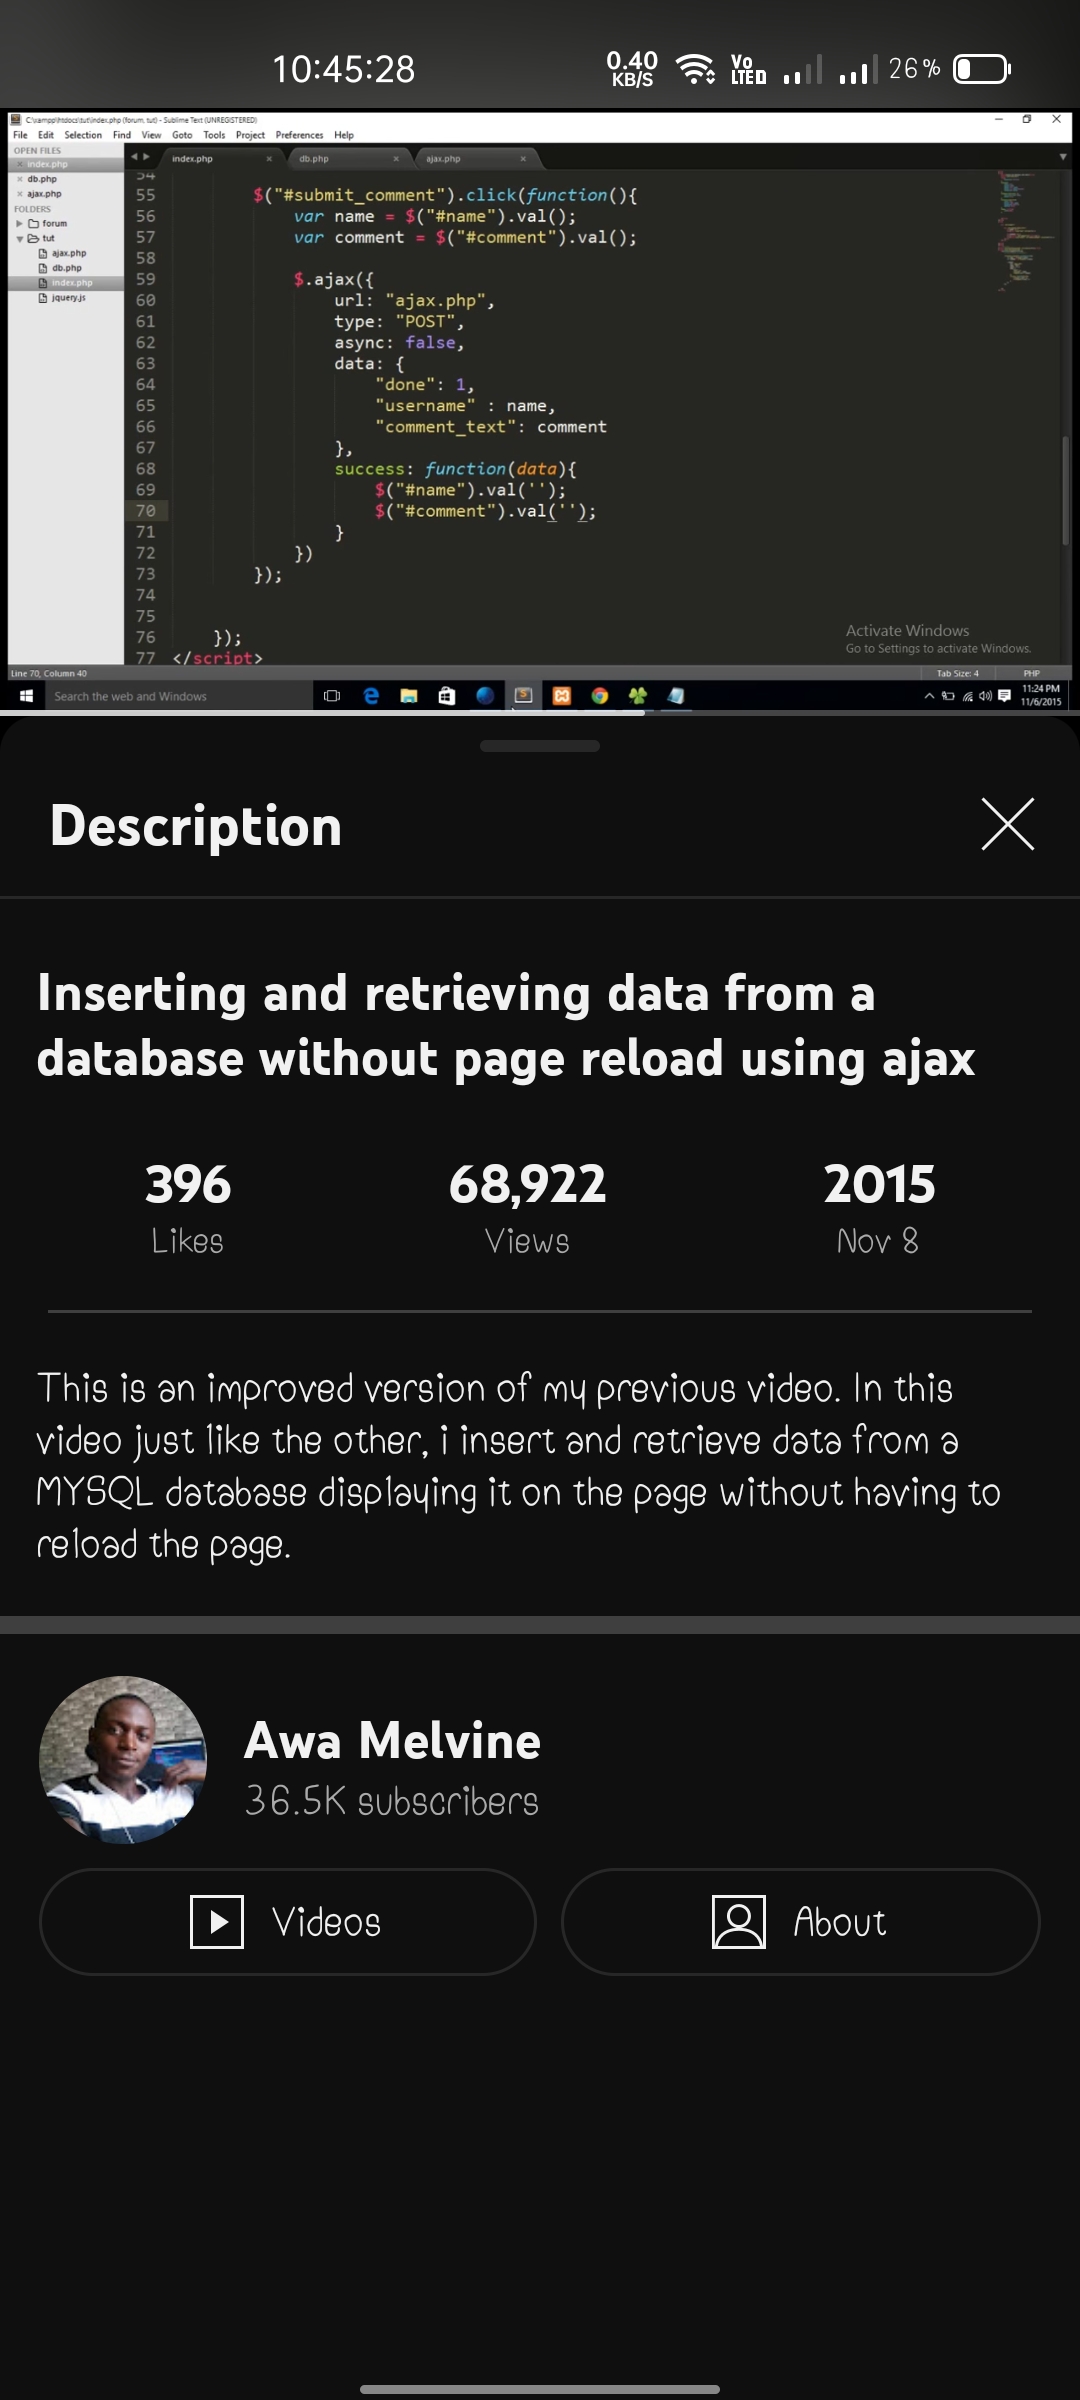 10:45:28
0.40 KB/S
Vo LTE
26%
C:\xampp\htdocs\tut\index.php (forum, tut) - Sublime Text (UNREGISTERED)
File Edit Selection Find View Goto Tools Project Preferences Help
OPEN FILES
index.php
db.php
ajax.php
FOLDERS
forum
tut
ajax.php
db.php
index.php
jquery.js
index.php db.php ajax.php
54
55 $("#submit_comment").click(function(){
56 var name = $("#name").val();
57 var comment = $("#comment").val();
58
59 $.ajax({
60 url: "ajax.php",
61 type: "POST",
62 async: false,
63 data: {
64 "done": 1,
65 "username" : name,
66 "comment_text": comment
67 },
68 success: function(data){
69 $("#name").val('');
70 $("#comment").val('');
71 }
72 })
73 });
74
75
76 });
77 </script>
Activate Windows
Go to Settings to activate Windows.
Line 70, Column 40
Tab Size: 4 PHP
Search the web and Windows
11:24 PM
11/6/2015
Description
Inserting and retrieving data from a
database without page reload using ajax
396 68,922 2015
Likes Views Nov 8
This is an improved version of my previous video. In this
video just like the other, i insert and retrieve data from a
MYSQL database displaying it on the page without having to
reload the page.
Awa Melvine
36.5K subscribers
Videos About